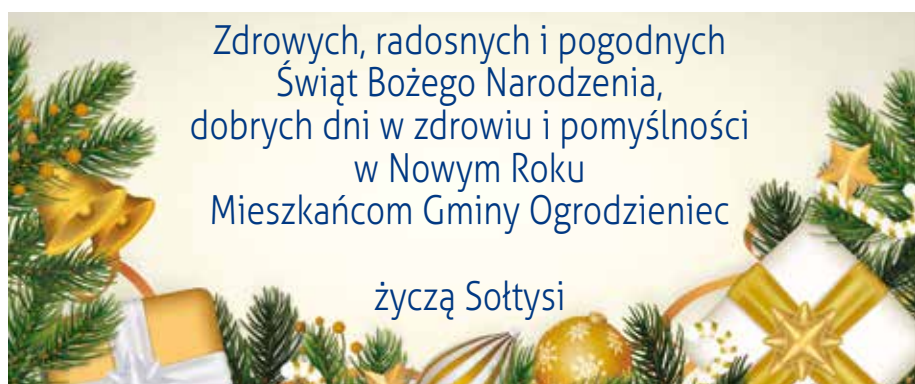 Zdrowych, radosnych i pogodnych
Świąt Bożego Narodzenia,
dobrych dni w zdrowiu i pomyślności
w Nowym Roku
Mieszkańcom Gminy Ogrodzieniec
życzą Sołtysi